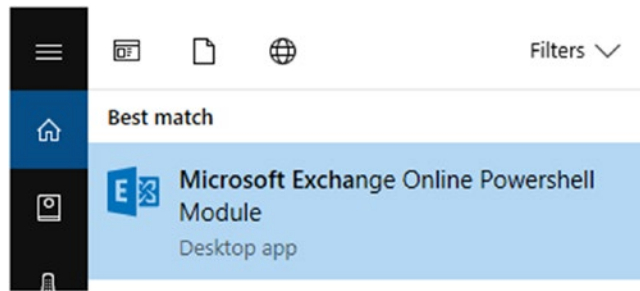 Filters
Best match
Microsoft Exchange Online Powershell
Module
Desktop app